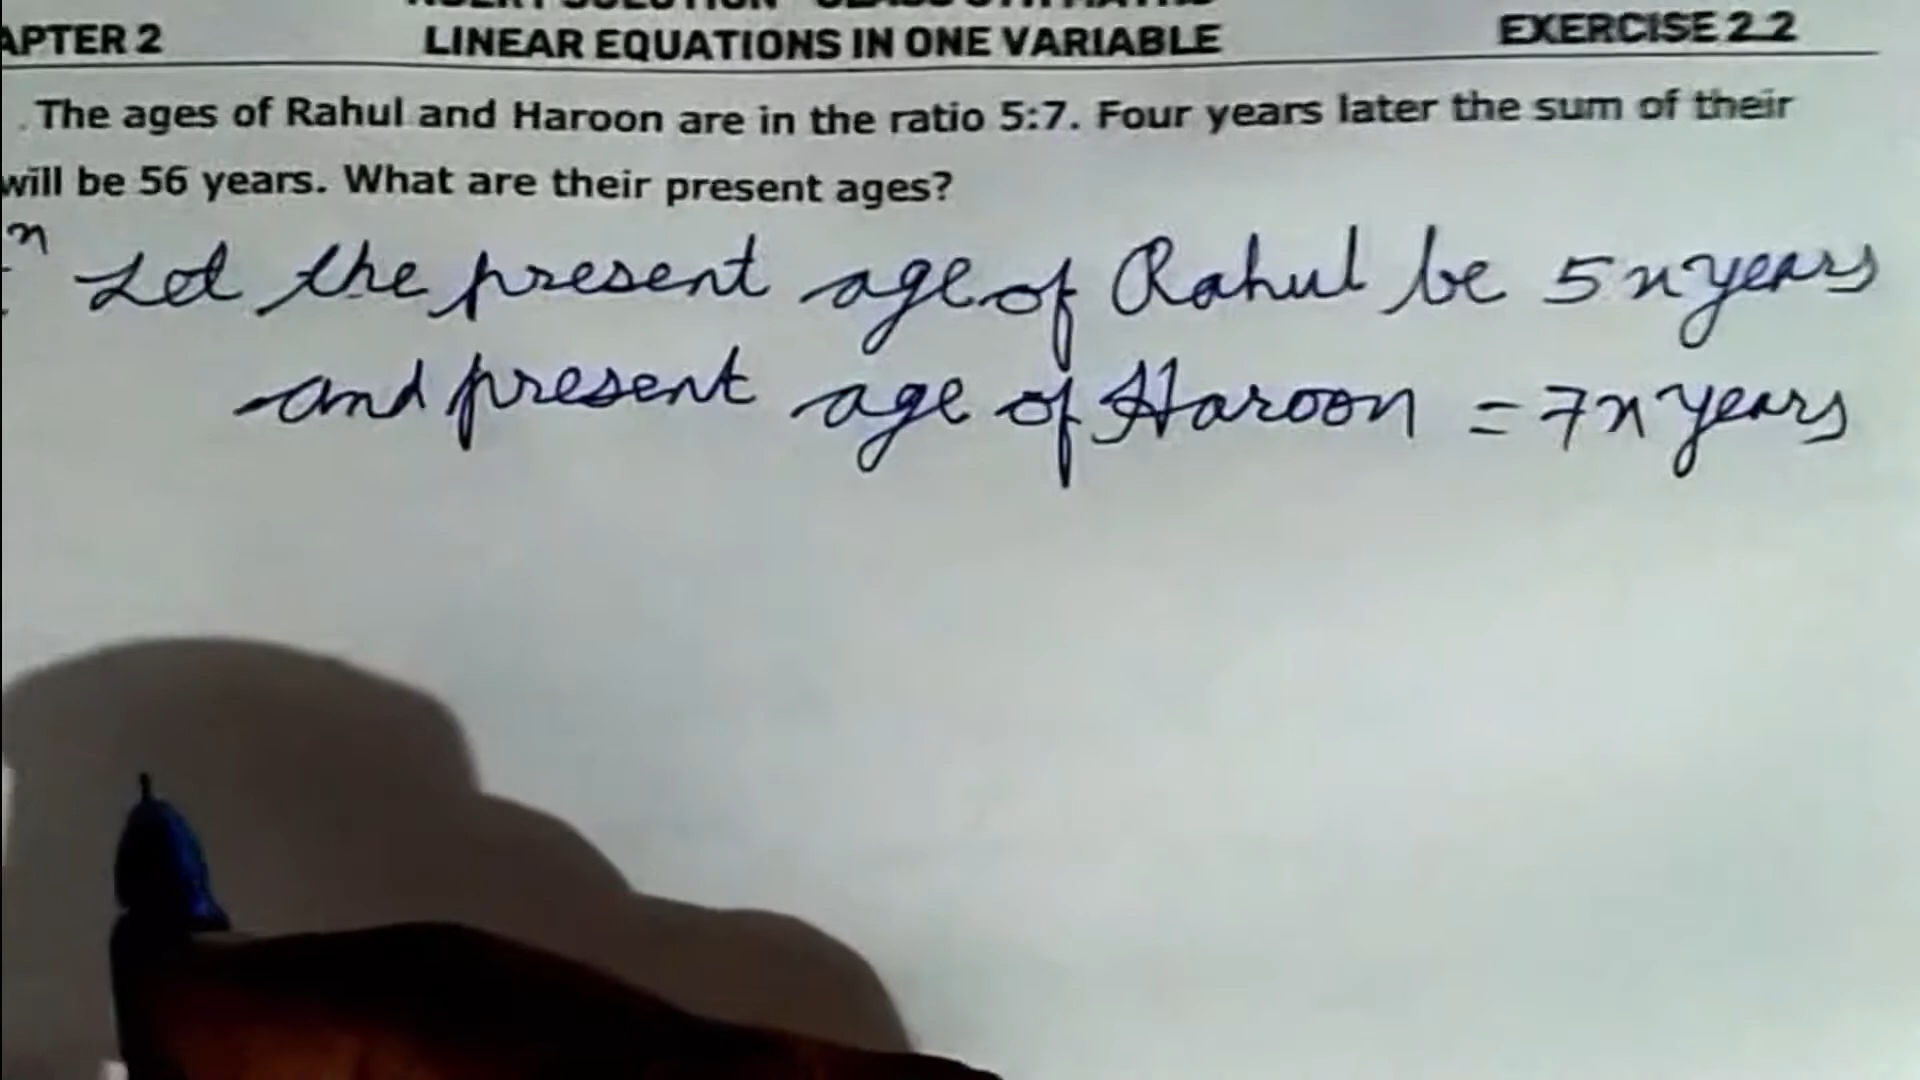 SOLUTION
APTER 2 LINEAR EQUATIONS IN ONE VARIABLE EXERCISE 2.2
The ages of Rahul and Haroon are in the ratio 5:7. Four years later the sum of their
will be 56 years. What are their present ages?
n
Let the present age of Rahul be 5x years
and present age of Haroon = 7x years